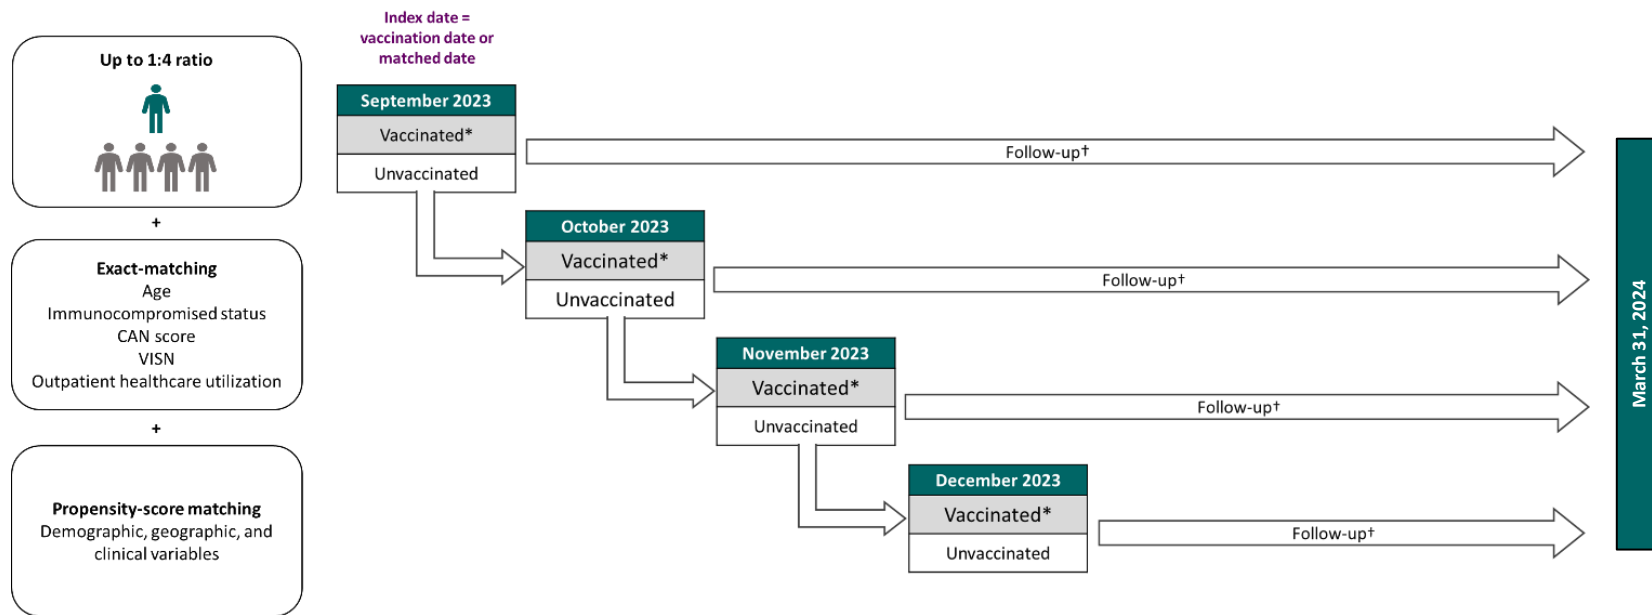 Up to 1:4 ratio
+
Exact-matching
Age
Immunocompromised status
CAN score
VISN
Outpatient healthcare utilization
+
Propensity-score matching
Demographic, geographic, and
clinical variables
Index date =
vaccination date or
matched date
September 2023
Vaccinated*
Unvaccinated
Follow-up†
October 2023
Vaccinated*
Unvaccinated
Follow-up†
November 2023
Vaccinated*
Unvaccinated
Follow-up†
December 2023
Vaccinated*
Unvaccinated
Follow-up†
March 31, 2024